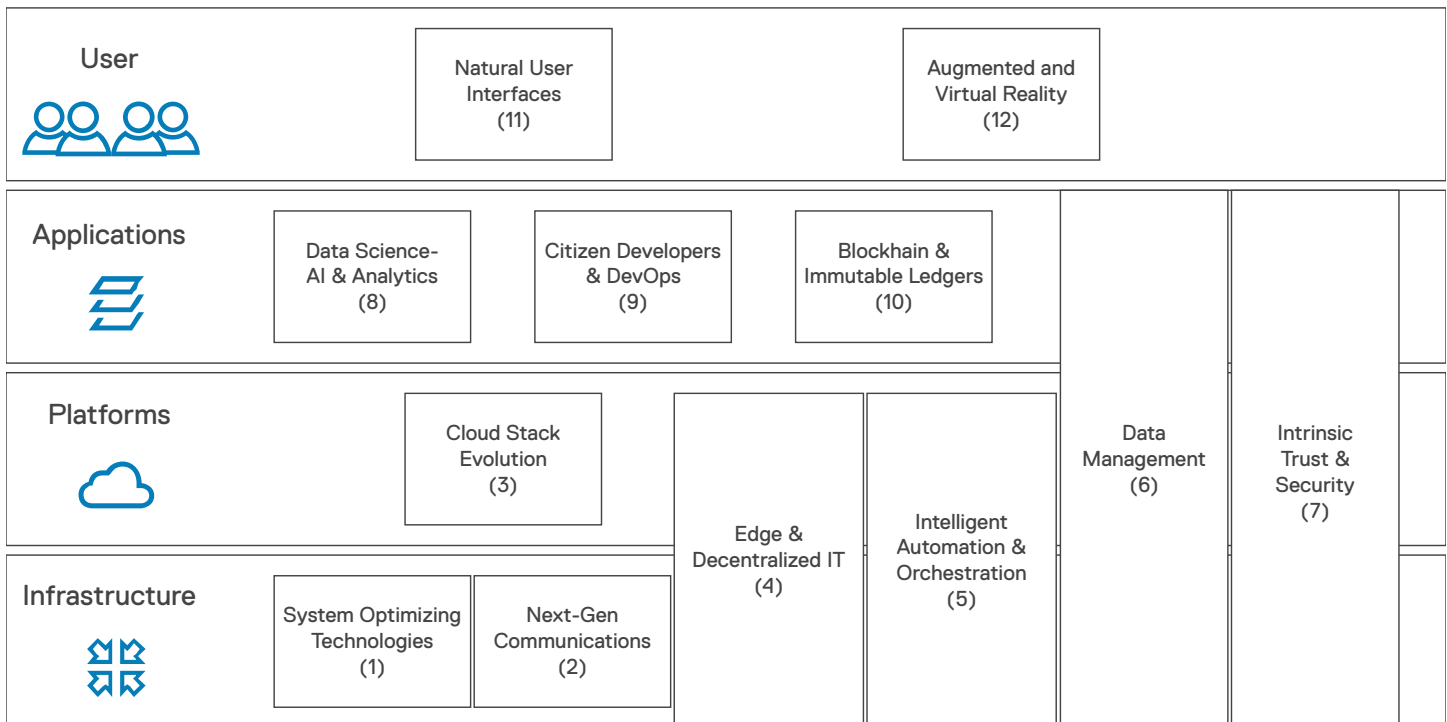 User
Natural User
Interfaces
(11)
Augmented and
Virtual Reality
(12)
Applications
Data Science-
AI & Analytics
(8)
Citizen Developers
& DevOps
(9)
Blockhain &
Immutable Ledgers
(10)
Platforms
Cloud Stack
Evolution
(3)
Edge &
Decentralized IT
(4)
Intelligent
Automation &
Orchestration
(5)
Data
Management
(6)
Intrinsic
Trust &
Security
(7)
Infrastructure
System Optimizing
Technologies
(1)
Next-Gen
Communications
(2)